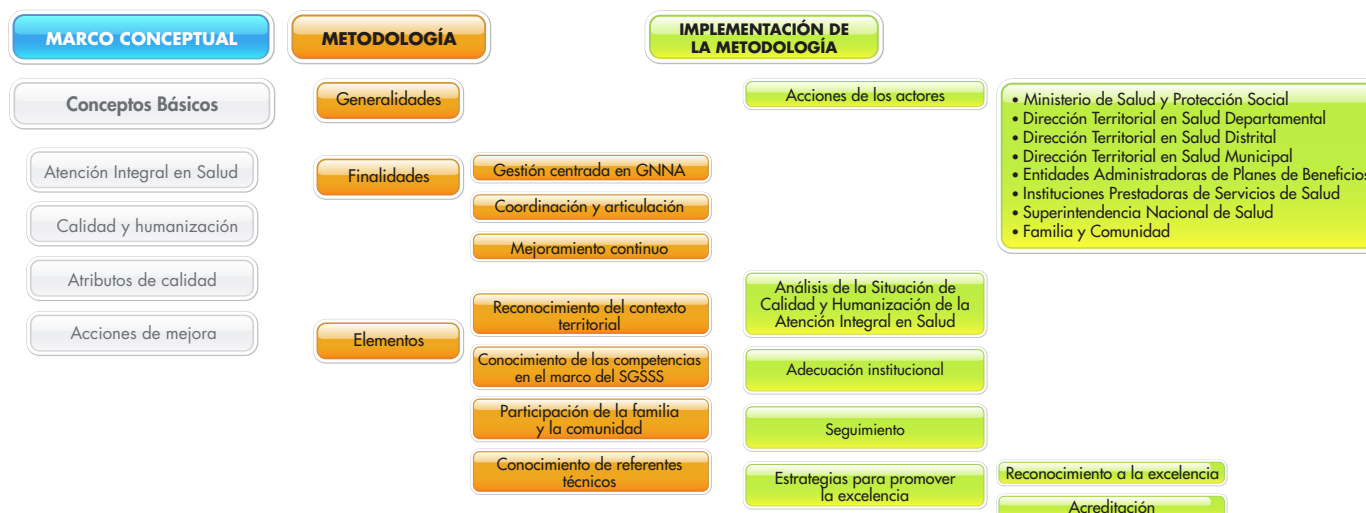 MARCO CONCEPTUAL
Conceptos Básicos
Atención Integral en Salud
Calidad y humanización
Atributos de calidad
Acciones de mejora
METODOLOGÍA
Generalidades
Finalidades
Gestión centrada en GNNA
Coordinación y articulación
Mejoramiento continuo
Elementos
Reconocimiento del contexto
territorial
Conocimiento de las competencias
en el marco del SGSSS
Participación de la familia
y la comunidad
Conocimiento de referentes
técnicos
IMPLEMENTACIÓN DE
LA METODOLOGÍA
Acciones de los actores
• Ministerio de Salud y Protección Social
• Dirección Territorial en Salud Departamental
• Dirección Territorial en Salud Distrital
• Dirección Territorial en Salud Municipal
• Entidades Administradoras de Planes de Beneficios
• Instituciones Prestadoras de Servicios de Salud
• Superintendencia Nacional de Salud
• Familia y Comunidad
Análisis de la Situación de
Calidad y Humanización de la
Atención Integral en Salud
Adecuación institucional
Seguimiento
Estrategias para promover
la excelencia
Reconocimiento a la excelencia
Acreditación